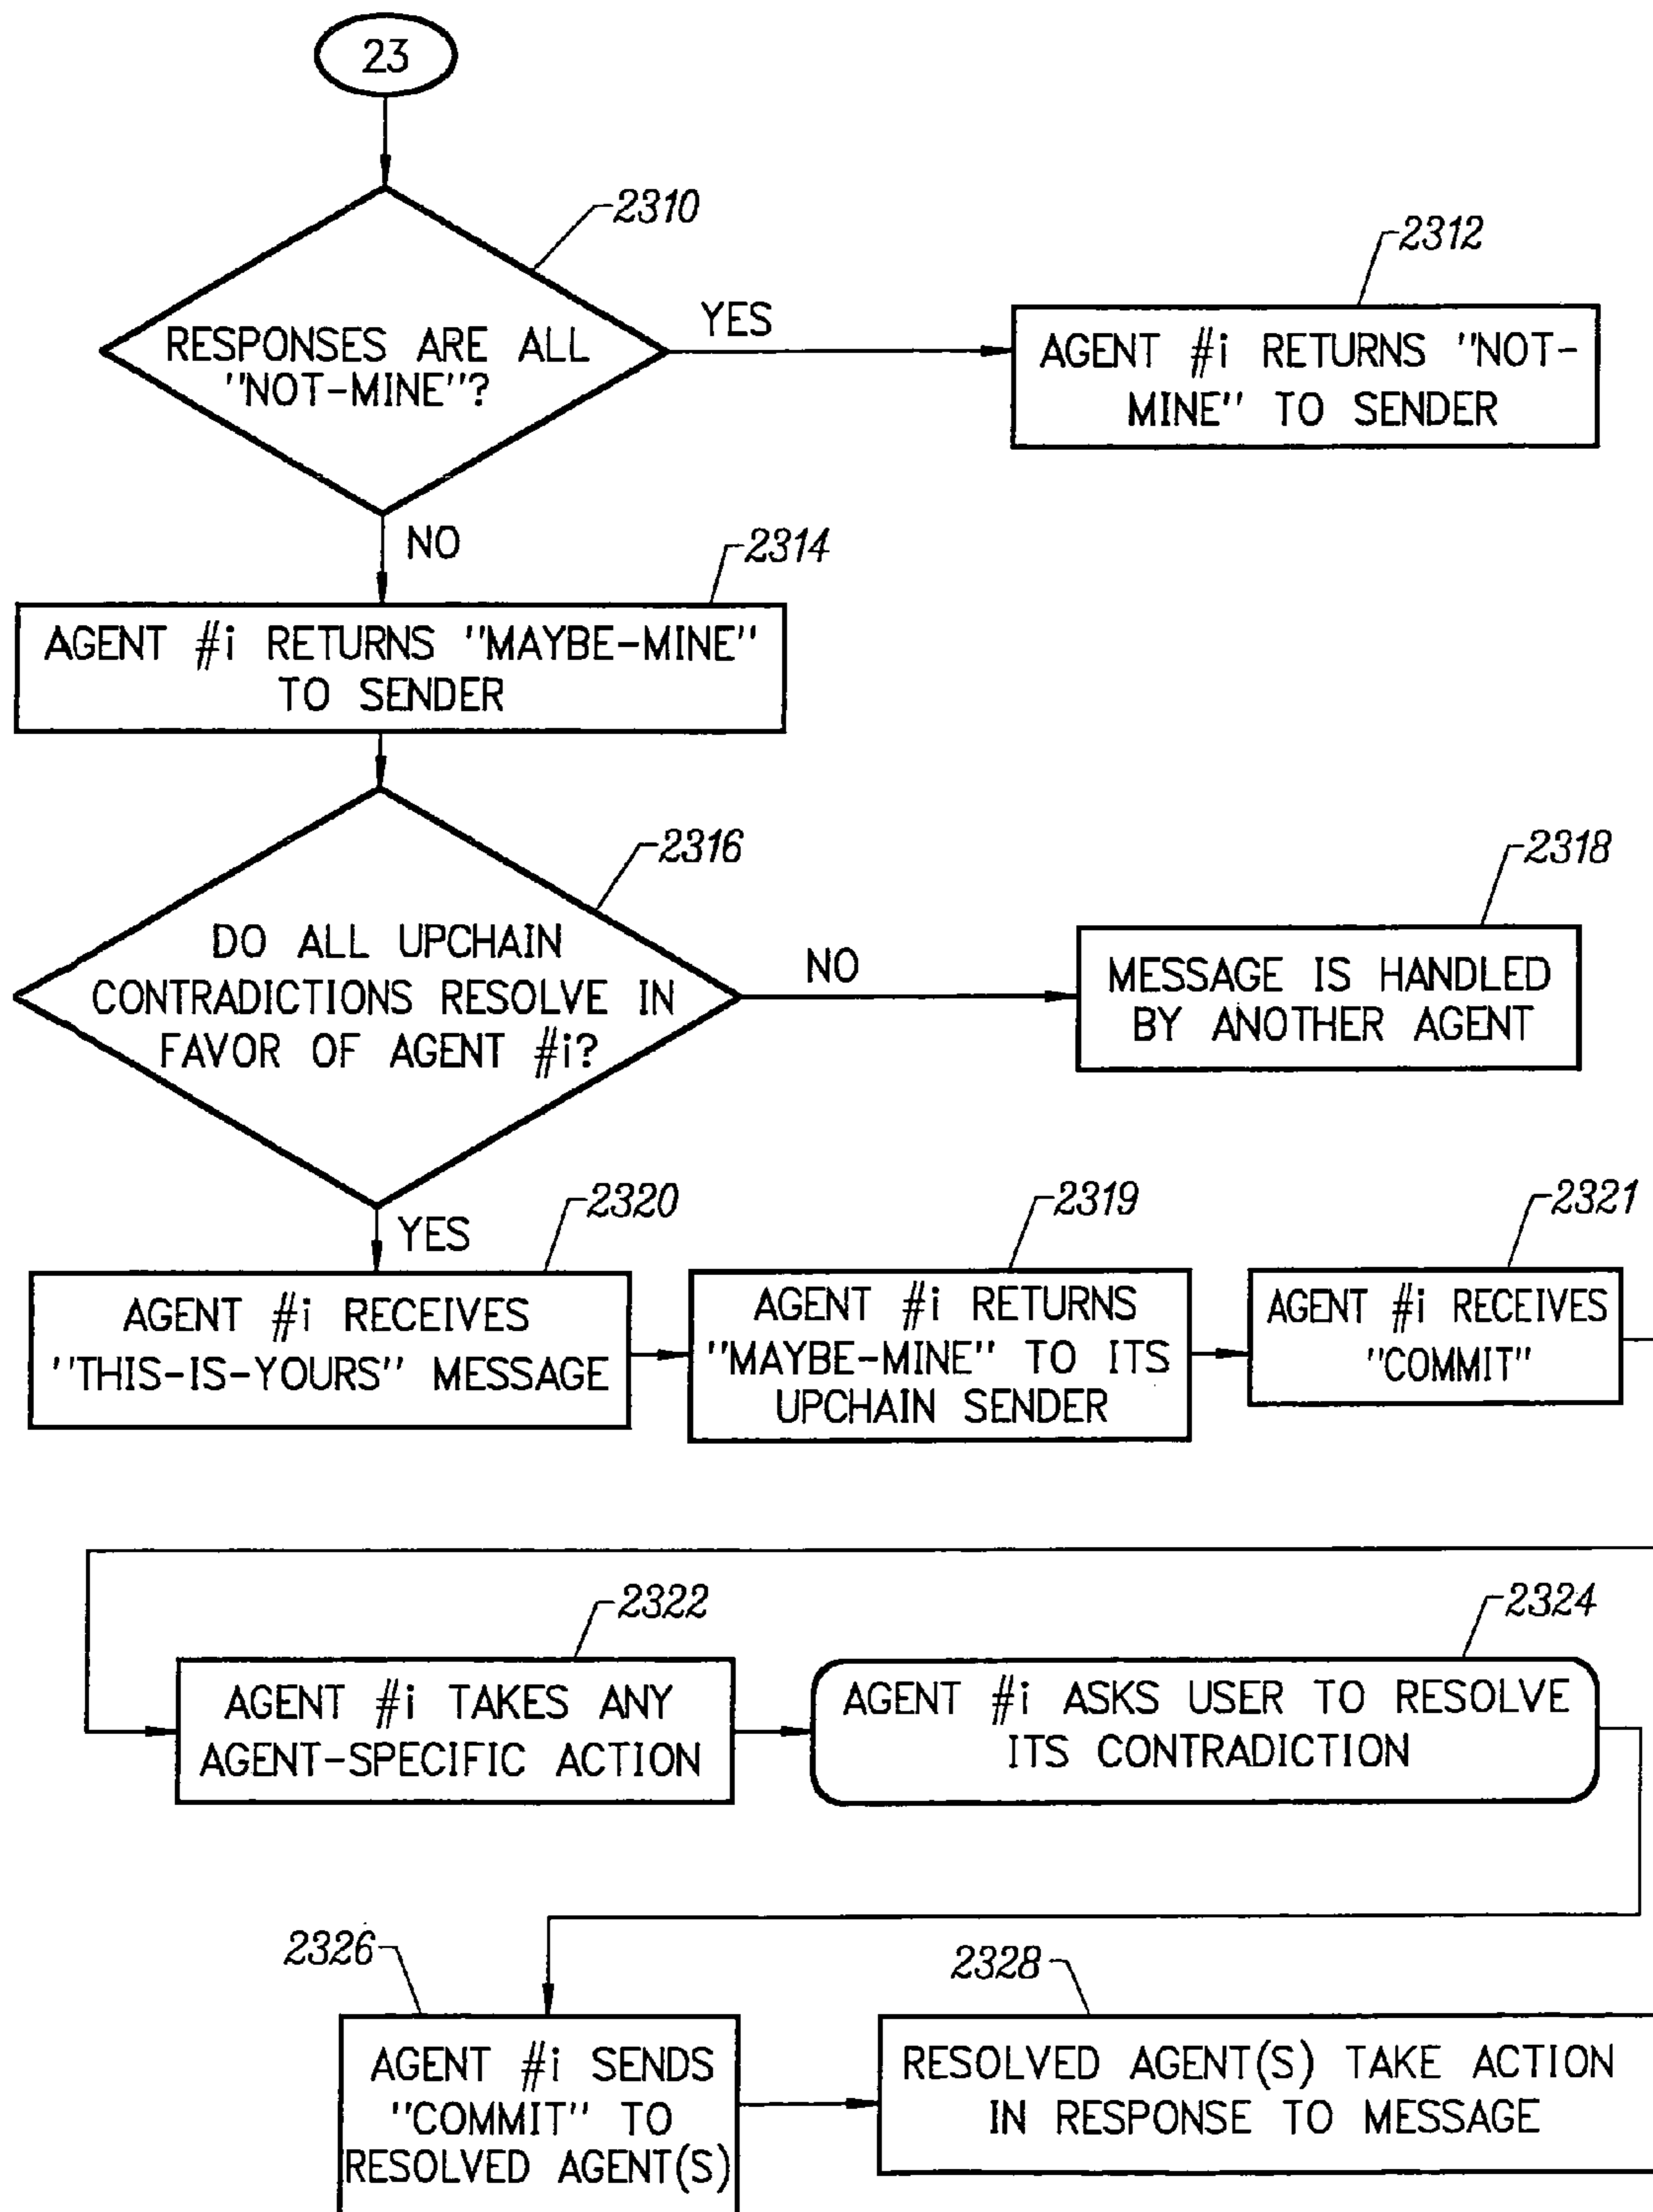 23
2310
RESPONSES ARE ALL
"NOT-MINE"?
YES
2312
AGENT #i RETURNS "NOT-
MINE" TO SENDER
NO
2314
AGENT #i RETURNS "MAYBE-MINE"
TO SENDER
2316
DO ALL UPCHAIN
CONTRADICTIONS RESOLVE IN
FAVOR OF AGENT #i?
NO
2318
MESSAGE IS HANDLED
BY ANOTHER AGENT
YES
2320
AGENT #i RECEIVES
"THIS-IS-YOURS" MESSAGE
2319
AGENT #i RETURNS
"MAYBE-MINE" TO ITS
UPCHAIN SENDER
2321
AGENT #i RECEIVES
"COMMIT"
2322
AGENT #i TAKES ANY
AGENT-SPECIFIC ACTION
2324
AGENT #i ASKS USER TO RESOLVE
ITS CONTRADICTION
2326
AGENT #i SENDS
"COMMIT" TO
RESOLVED AGENT(S)
2328
RESOLVED AGENT(S) TAKE ACTION
IN RESPONSE TO MESSAGE